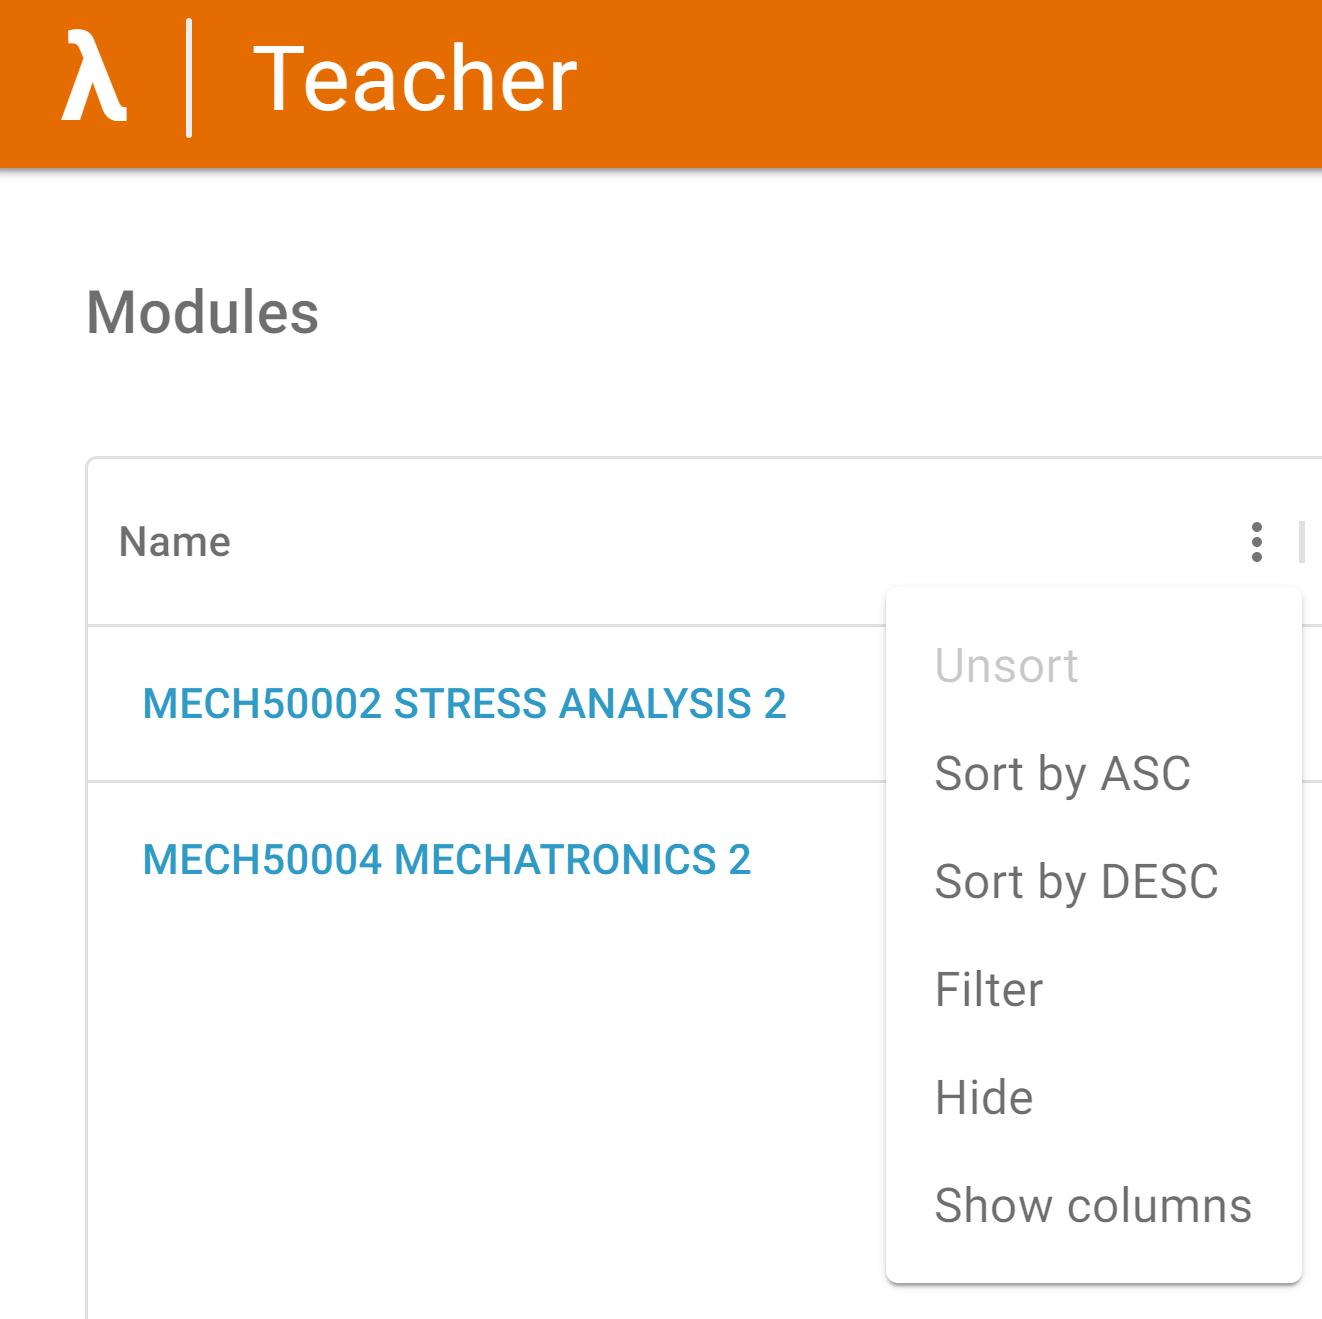 λ | Teacher
Modules
Name
MECH50002 STRESS ANALYSIS 2
MECH50004 MECHATRONICS 2
Unsort
Sort by ASC
Sort by DESC
Filter
Hide
Show columns